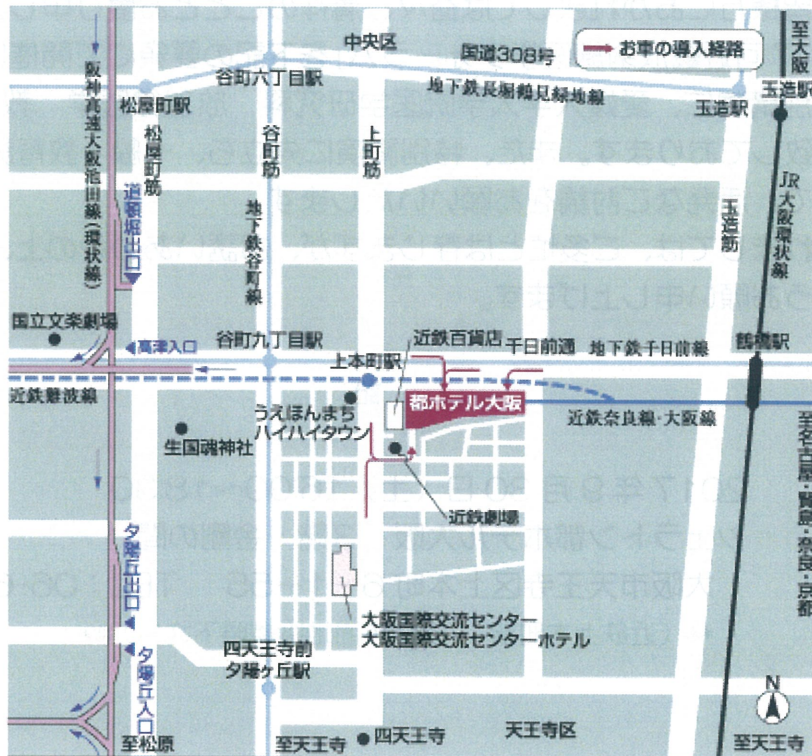 中央区
国道308号
お車の導入経路
至大阪
谷町六丁目駅
地下鉄長堀鶴見緑地線
松屋町駅
玉造駅
玉造駅
阪神高速大阪池田線(環状線)
松屋町筋
谷町筋
上町筋
地下鉄谷町線
道頓堀出口
玉造筋
JR大阪環状線
国立文楽劇場
高津入口
谷町九丁目駅
近鉄百貨店
千日前通
地下鉄千日前線
鶴橋駅
上本町駅
近鉄難波線
うえほんまち
ハイハイタウン
都ホテル大阪
近鉄奈良線・大阪線
生国魂神社
近鉄劇場
至名古屋・賢島・奈良・京都
夕陽丘出口
大阪国際交流センター
大阪国際交流センターホテル
四天王寺前
夕陽ヶ丘駅
夕陽丘入口
N
至松原
至天王寺
四天王寺
天王寺区
至天王寺